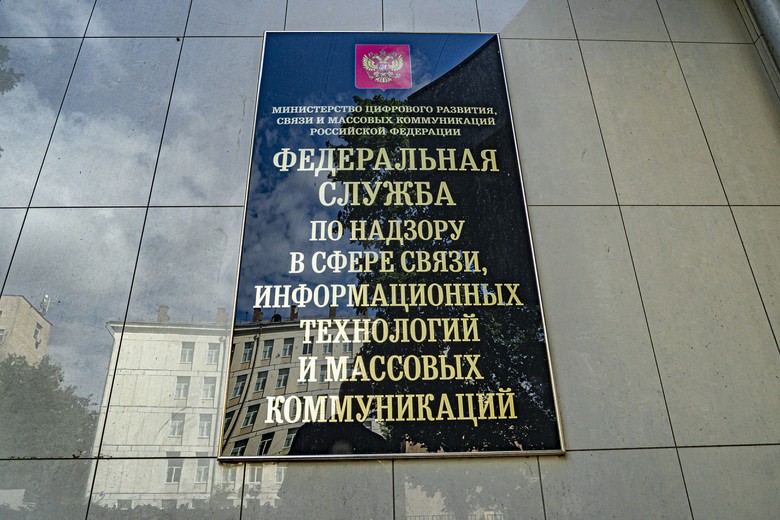 МИНИСТЕРСТВО ЦИФРОВОГО РАЗВИТИЯ,
СВЯЗИ И МАССОВЫХ КОММУНИКАЦИЙ
РОССИЙСКОЙ ФЕДЕРАЦИИ
ФЕДЕРАЛЬНАЯ
СЛУЖБА
ПО НАДЗОРУ
В СФЕРЕ СВЯЗИ,
ИНФОРМАЦИОННЫХ
ТЕХНОЛОГИЙ
И МАССОВЫХ
КОММУНИКАЦИЙ